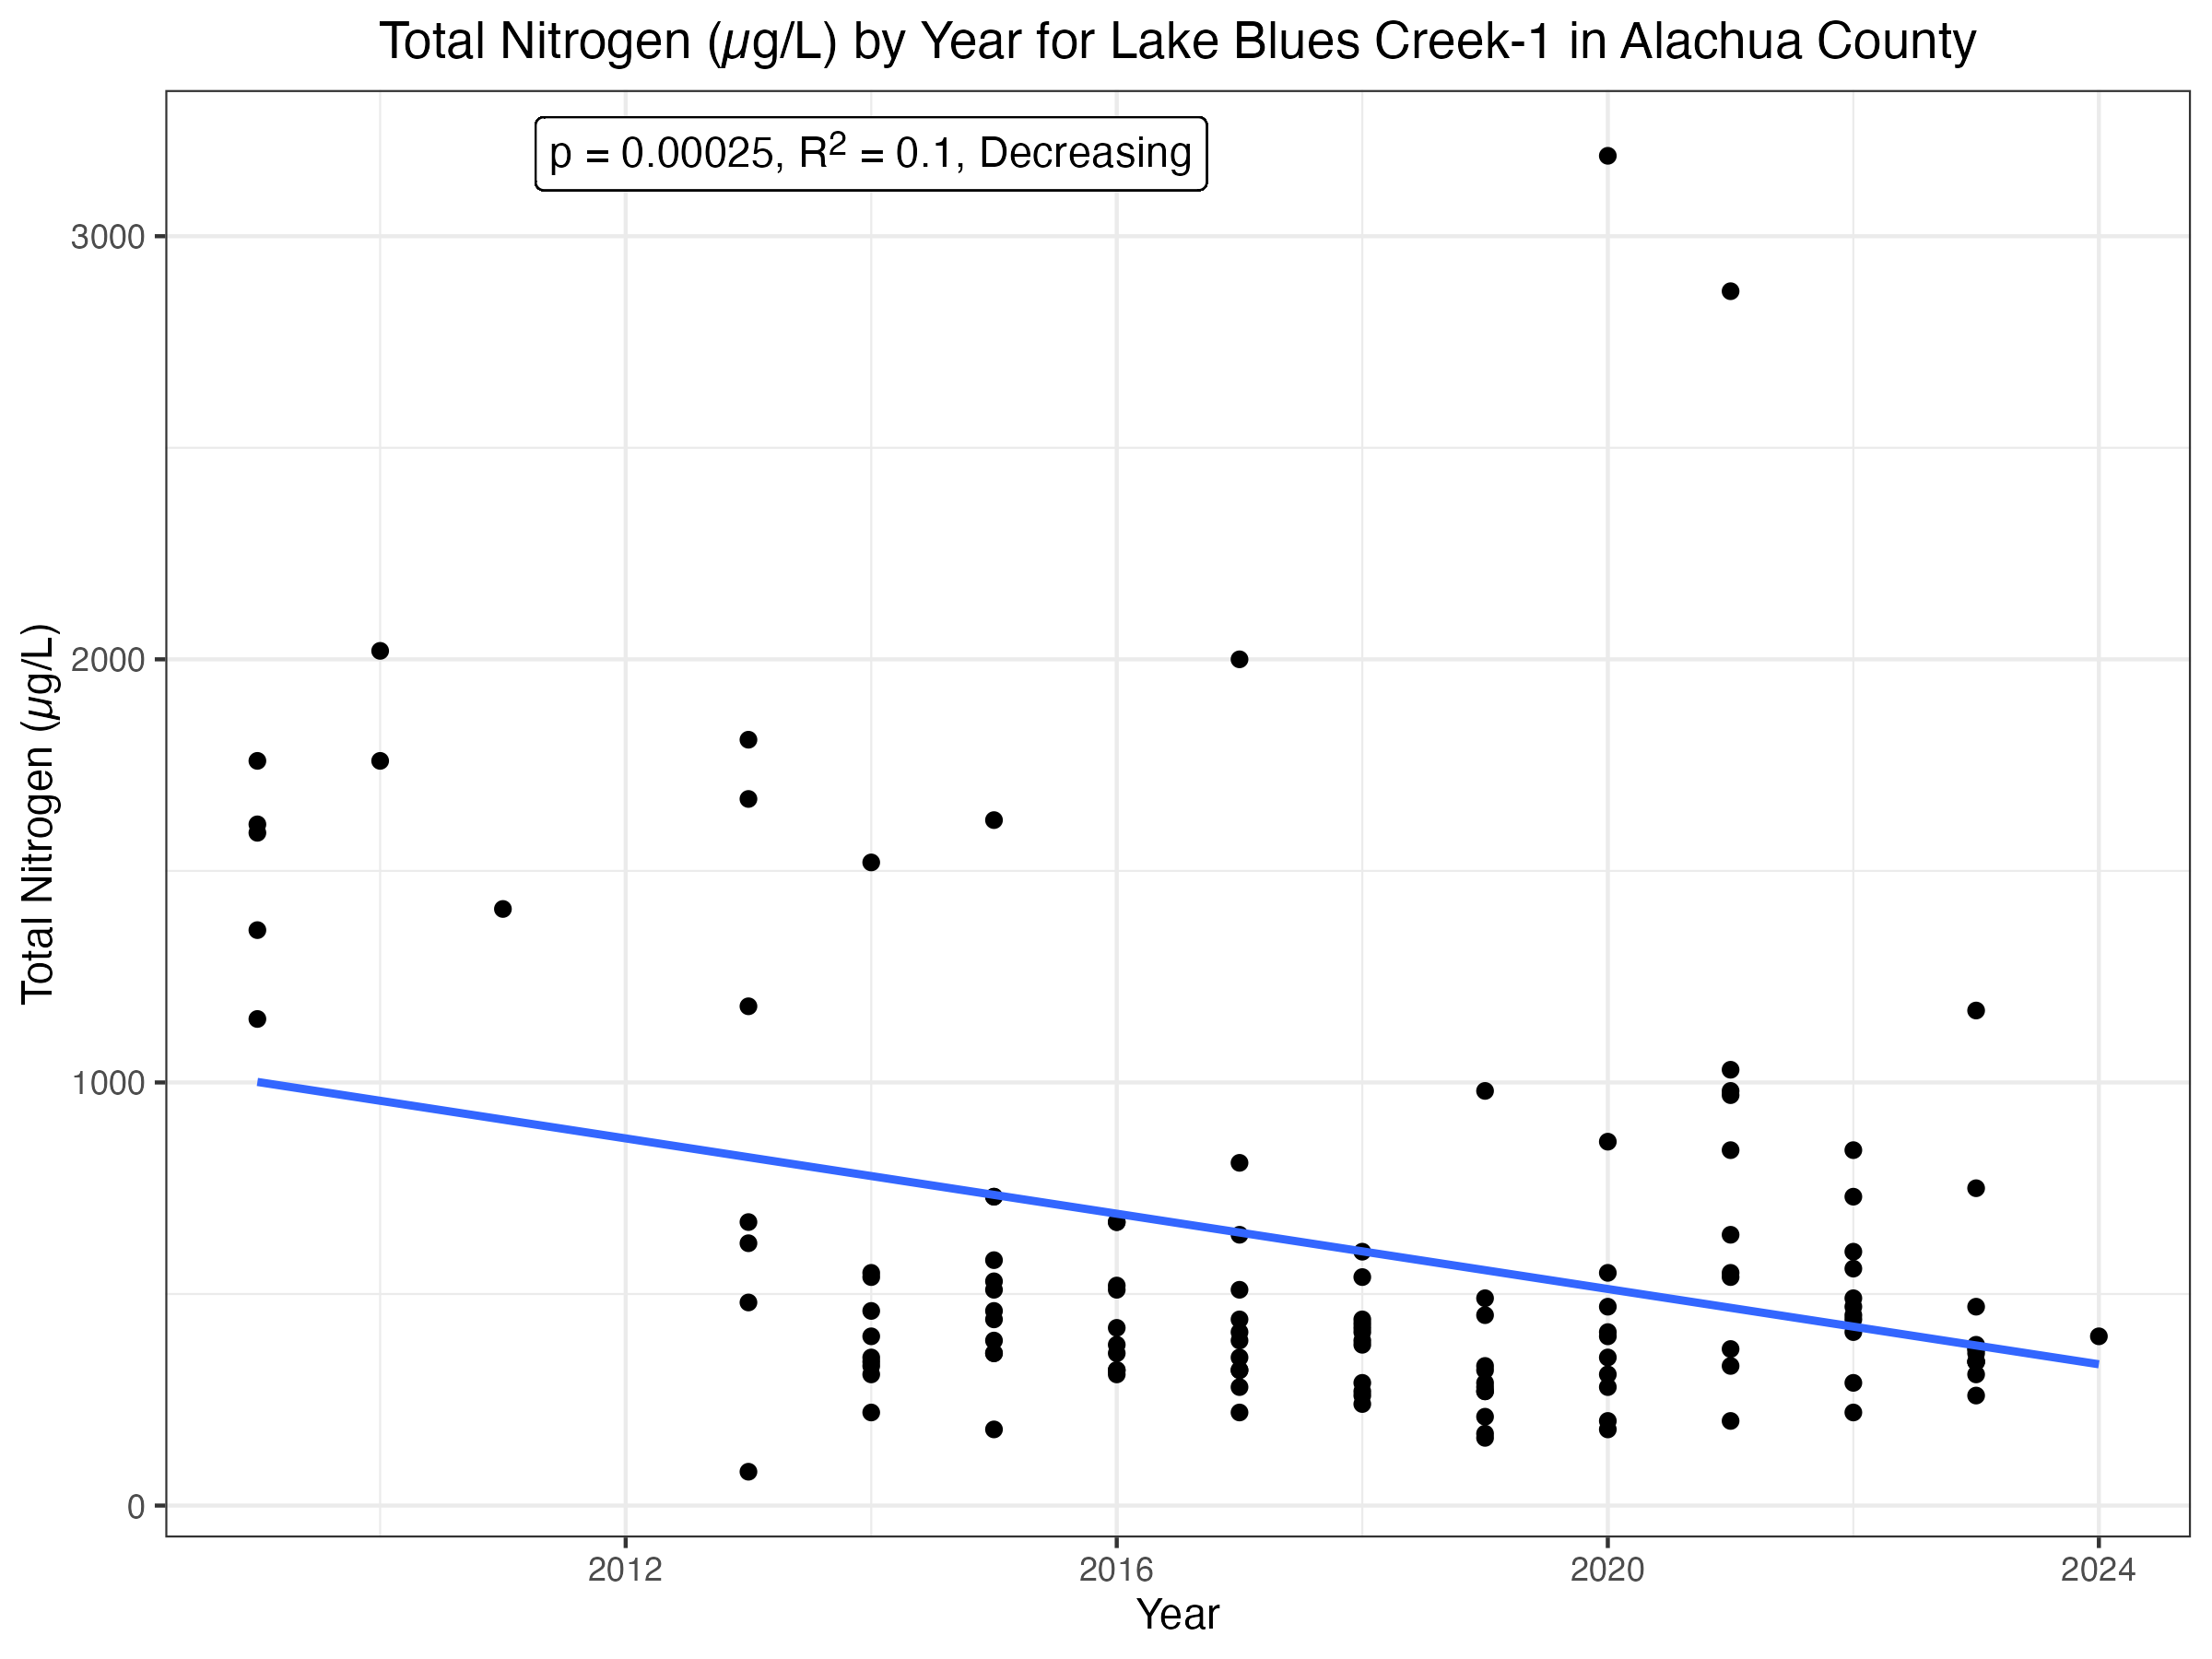 Total Nitrogen (µg/L) by Year for Lake Blues Creek-1 in Alachua County
p = 0.00025, R² = 0.1, Decreasing
Total Nitrogen (µg/L)
3000
2000
1000
0
2012 2016 2020 2024
Year